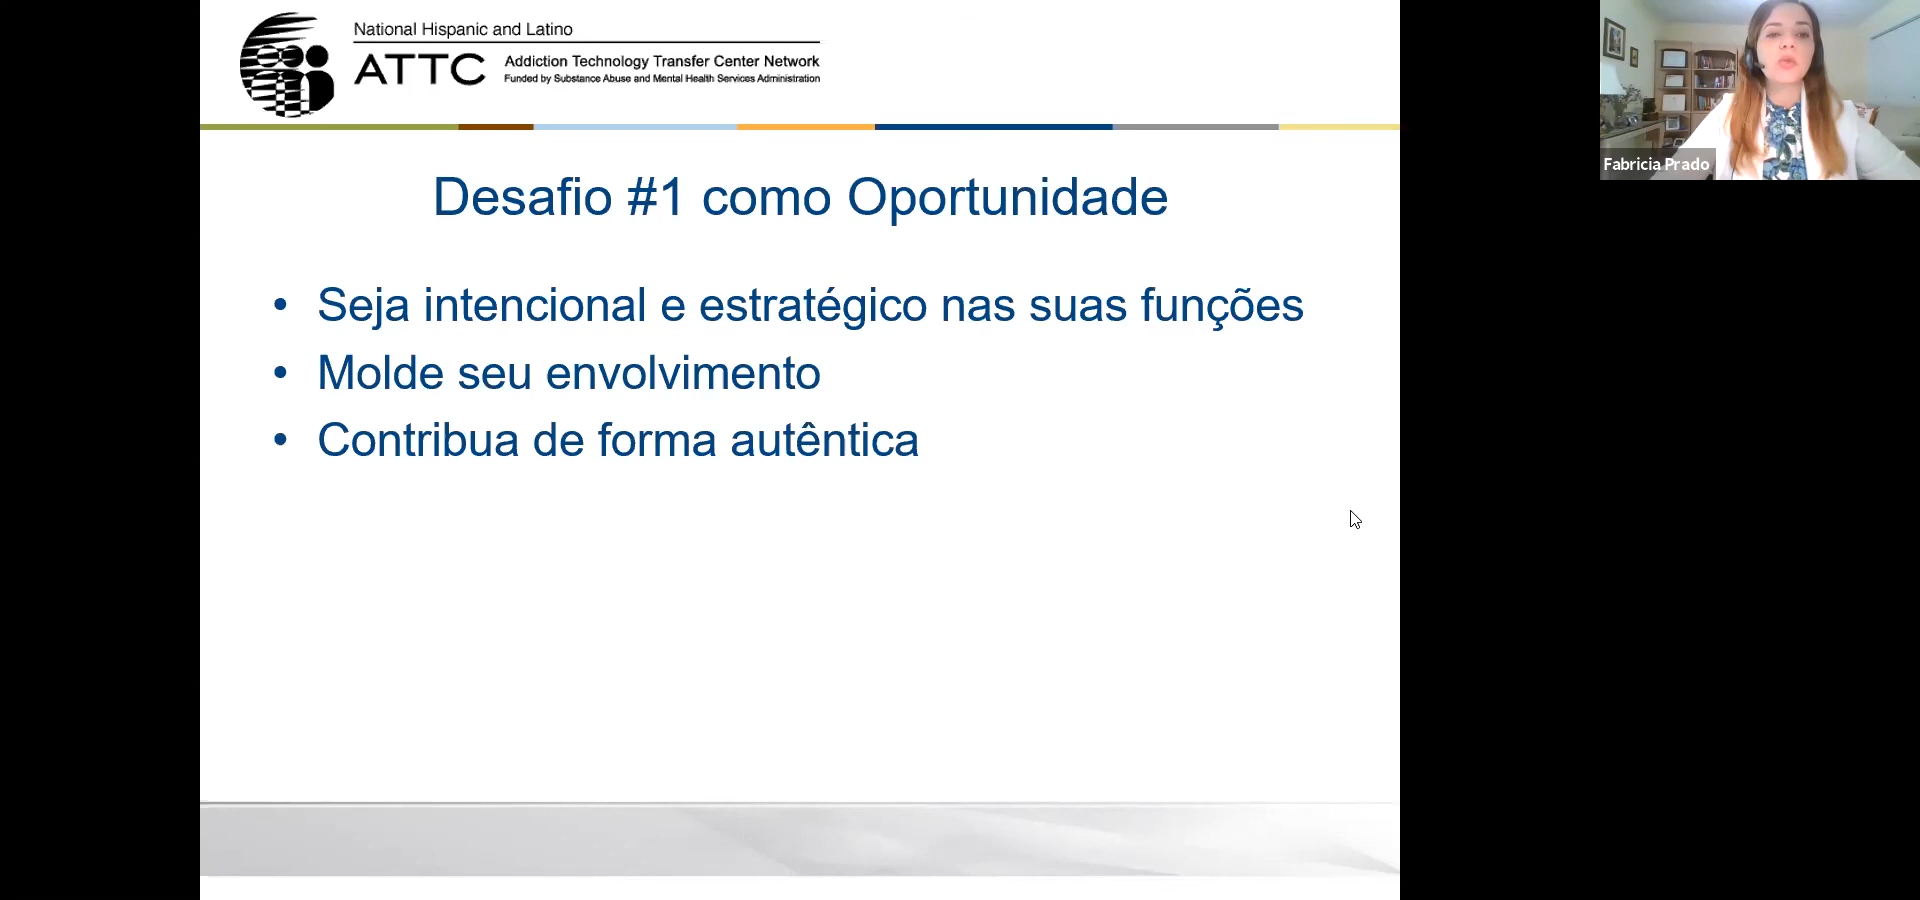 National Hispanic and Latino
ATTC
Addiction Technology Transfer Center Network
Funded by Substance Abuse and Mental Health Services Administration
Fabricia Prado
Desafio #1 como Oportunidade
• Seja intencional e estratégico nas suas funções
• Molde seu envolvimento
• Contribua de forma autêntica